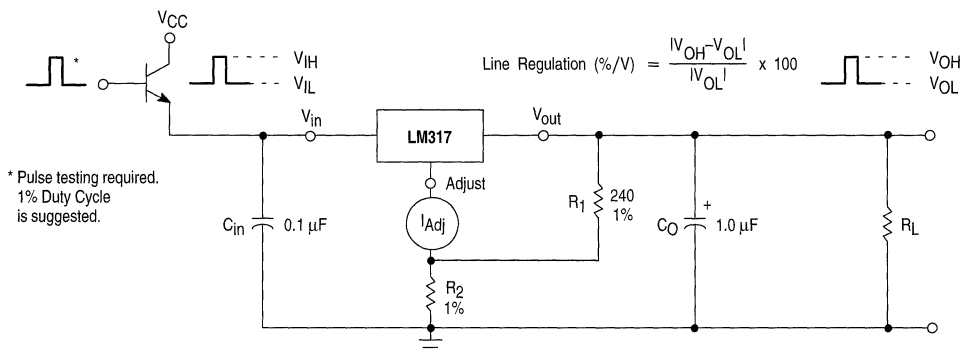 VCC
*
VIH
VIL
Line Regulation (%/V) = |VOH–VOL| / |VOL| x 100
VOH
VOL
Vin
LM317
Vout
Adjust
* Pulse testing required.
1% Duty Cycle
is suggested.
Cin
0.1 µF
IAdj
R1
240
1%
+
CO
1.0 µF
RL
R2
1%